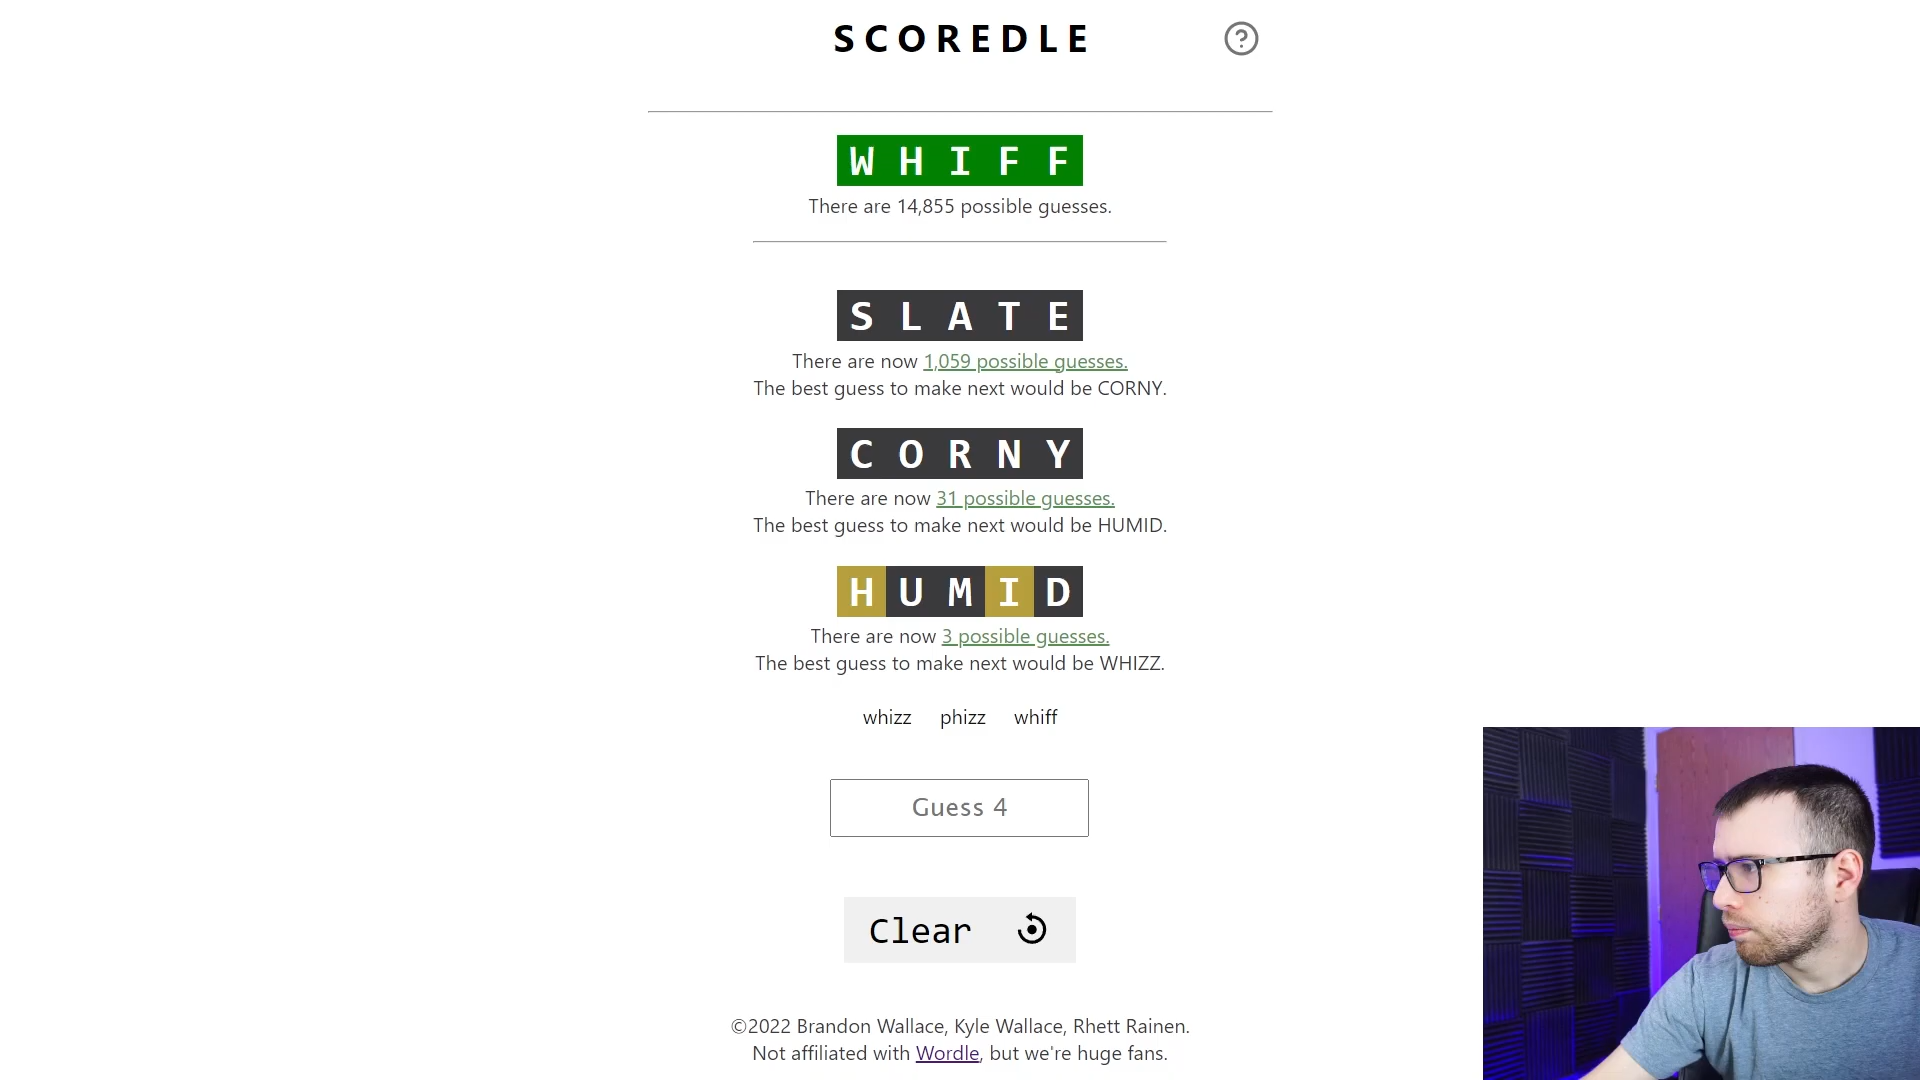 SCOREDLE
WHIFF
There are 14,855 possible guesses.
SLATE
There are now 1,059 possible guesses.
The best guess to make next would be CORNY.
CORNY
There are now 31 possible guesses.
The best guess to make next would be HUMID.
HUMID
There are now 3 possible guesses.
The best guess to make next would be WHIZZ.
whizz phizz whiff
Guess 4
Clear
©2022 Brandon Wallace, Kyle Wallace, Rhett Rainen.
Not affiliated with Wordle, but we're huge fans.